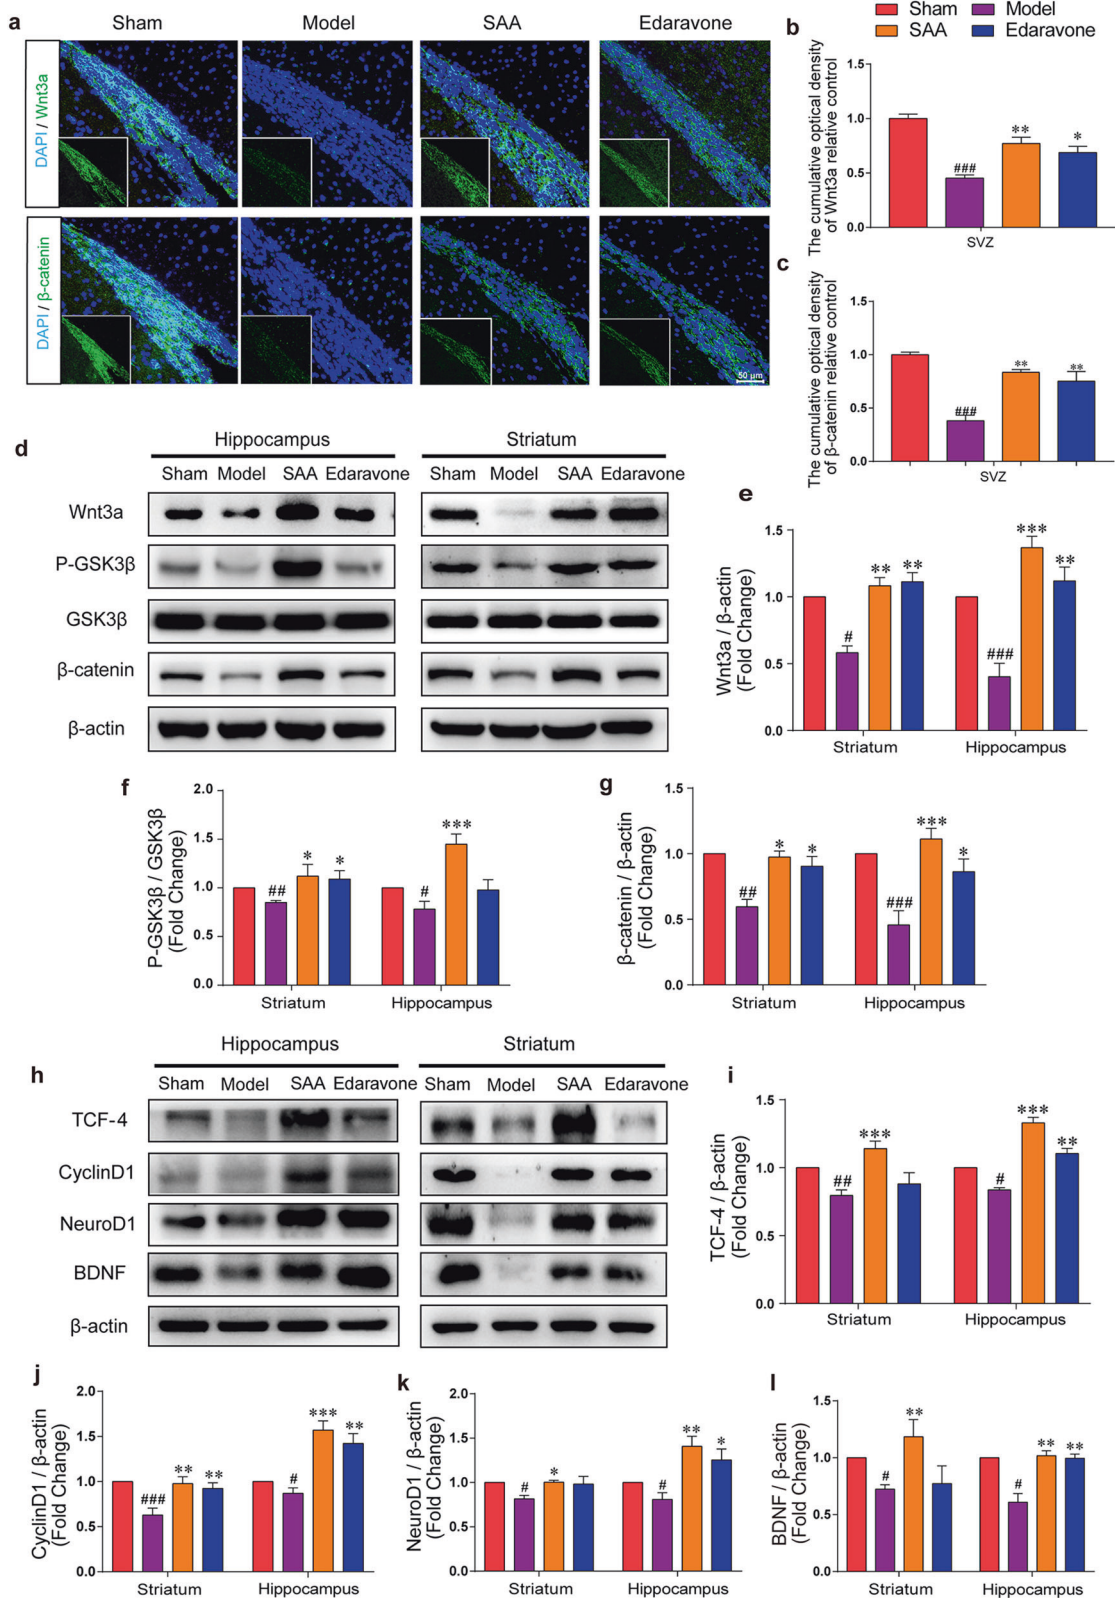 a
Sham
Model
SAA
Edaravone
DAPI / Wnt3a
DAPI / β-catenin
50 μm
Sham
Model
SAA
Edaravone
b
The cumulative optical density
of Wnt3a relative control
1.5
1.0
0.5
0.0
###
**
*
SVZ
c
The cumulative optical density
of β-catenin relative control
1.5
1.0
0.5
0.0
###
**
**
SVZ
d
Hippocampus
Striatum
Sham Model SAA Edaravone
Sham Model SAA Edaravone
Wnt3a
P-GSK3β
GSK3β
β-catenin
β-actin
e
Wnt3a / β-actin
(Fold Change)
1.5
1.0
0.5
0.0
#
**
**
###
***
**
Striatum
Hippocampus
f
P-GSK3β / GSK3β
(Fold Change)
2.0
1.5
1.0
0.5
0.0
##
*
*
#
***
Striatum
Hippocampus
g
β-catenin / β-actin
(Fold Change)
1.5
1.0
0.5
0.0
##
*
*
###
***
*
Striatum
Hippocampus
h
Hippocampus
Striatum
Sham Model SAA Edaravone
Sham Model SAA Edaravone
TCF-4
CyclinD1
NeuroD1
BDNF
β-actin
i
TCF-4 / β-actin
(Fold Change)
1.5
1.0
0.5
0.0
##
***
#
***
**
Striatum
Hippocampus
j
CyclinD1 / β-actin
(Fold Change)
2.0
1.5
1.0
0.5
0.0
###
**
**
#
***
**
Striatum
Hippocampus
k
NeuroD1 / β-actin
(Fold Change)
2.0
1.5
1.0
0.5
0.0
#
*
#
**
*
Striatum
Hippocampus
l
BDNF / β-actin
(Fold Change)
1.5
1.0
0.5
0.0
#
**
#
**
**
Striatum
Hippocampus